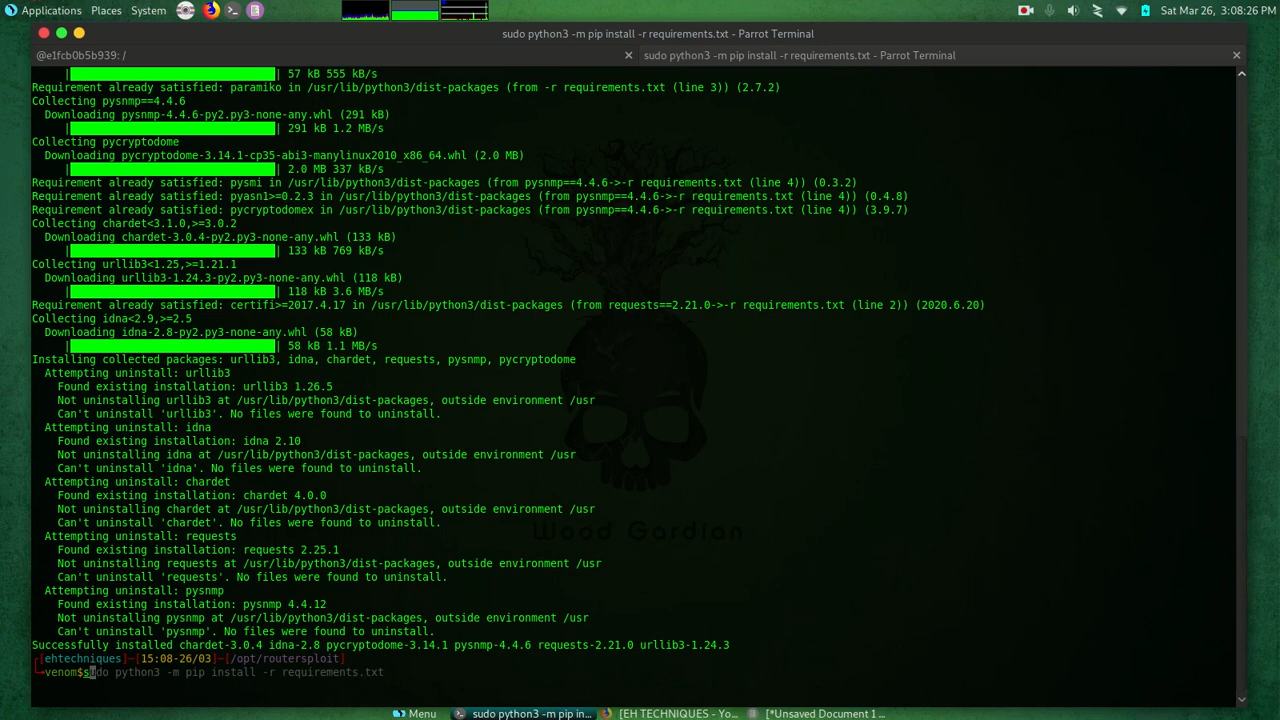 Applications Places System
Sat Mar 26, 3:08:26 PM
sudo python3 -m pip install -r requirements.txt - Parrot Terminal
@e1fcb0b5b939: /
sudo python3 -m pip install -r requirements.txt - Parrot Terminal
| 57 kB 555 kB/s
Requirement already satisfied: paramiko in /usr/lib/python3/dist-packages (from -r requirements.txt (line 3)) (2.7.2)
Collecting pysnmp==4.4.6
Downloading pysnmp-4.4.6-py2.py3-none-any.whl (291 kB)
| | 291 kB 1.2 MB/s
Collecting pycryptodome
Downloading pycryptodome-3.14.1-cp35-abi3-manylinux2010_x86_64.whl (2.0 MB)
| | 2.0 MB 337 kB/s
Requirement already satisfied: pysmi in /usr/lib/python3/dist-packages (from pysnmp==4.4.6->-r requirements.txt (line 4)) (0.3.2)
Requirement already satisfied: pyasn1>=0.2.3 in /usr/lib/python3/dist-packages (from pysnmp==4.4.6->-r requirements.txt (line 4)) (0.4.8)
Requirement already satisfied: pycryptodomex in /usr/lib/python3/dist-packages (from pysnmp==4.4.6->-r requirements.txt (line 4)) (3.9.7)
Collecting chardet<3.1.0,>=3.0.2
Downloading chardet-3.0.4-py2.py3-none-any.whl (133 kB)
| | 133 kB 769 kB/s
Collecting urllib3<1.25,>=1.21.1
Downloading urllib3-1.24.3-py2.py3-none-any.whl (118 kB)
| | 118 kB 3.6 MB/s
Requirement already satisfied: certifi>=2017.4.17 in /usr/lib/python3/dist-packages (from requests==2.21.0->-r requirements.txt (line 2)) (2020.6.20)
Collecting idna<2.9,>=2.5
Downloading idna-2.8-py2.py3-none-any.whl (58 kB)
| | 58 kB 1.1 MB/s
Installing collected packages: urllib3, idna, chardet, requests, pysnmp, pycryptodome
Attempting uninstall: urllib3
Found existing installation: urllib3 1.26.5
Not uninstalling urllib3 at /usr/lib/python3/dist-packages, outside environment /usr
Can't uninstall 'urllib3'. No files were found to uninstall.
Attempting uninstall: idna
Found existing installation: idna 2.10
Not uninstalling idna at /usr/lib/python3/dist-packages, outside environment /usr
Can't uninstall 'idna'. No files were found to uninstall.
Attempting uninstall: chardet
Found existing installation: chardet 4.0.0
Not uninstalling chardet at /usr/lib/python3/dist-packages, outside environment /usr
Can't uninstall 'chardet'. No files were found to uninstall.
Attempting uninstall: requests
Found existing installation: requests 2.25.1
Not uninstalling requests at /usr/lib/python3/dist-packages, outside environment /usr
Can't uninstall 'requests'. No files were found to uninstall.
Attempting uninstall: pysnmp
Found existing installation: pysnmp 4.4.12
Not uninstalling pysnmp at /usr/lib/python3/dist-packages, outside environment /usr
Can't uninstall 'pysnmp'. No files were found to uninstall.
Successfully installed chardet-3.0.4 idna-2.8 pycryptodome-3.14.1 pysnmp-4.4.6 requests-2.21.0 urllib3-1.24.3
[ehtechniques]-[15:08-26/03]-[/opt/routersploit]
venom$sudo python3 -m pip install -r requirements.txt
Wood Gardian
Menu
sudo python3 -m pip in...
[EH TECHNIQUES - Yo...
[*Unsaved Document 1 ...